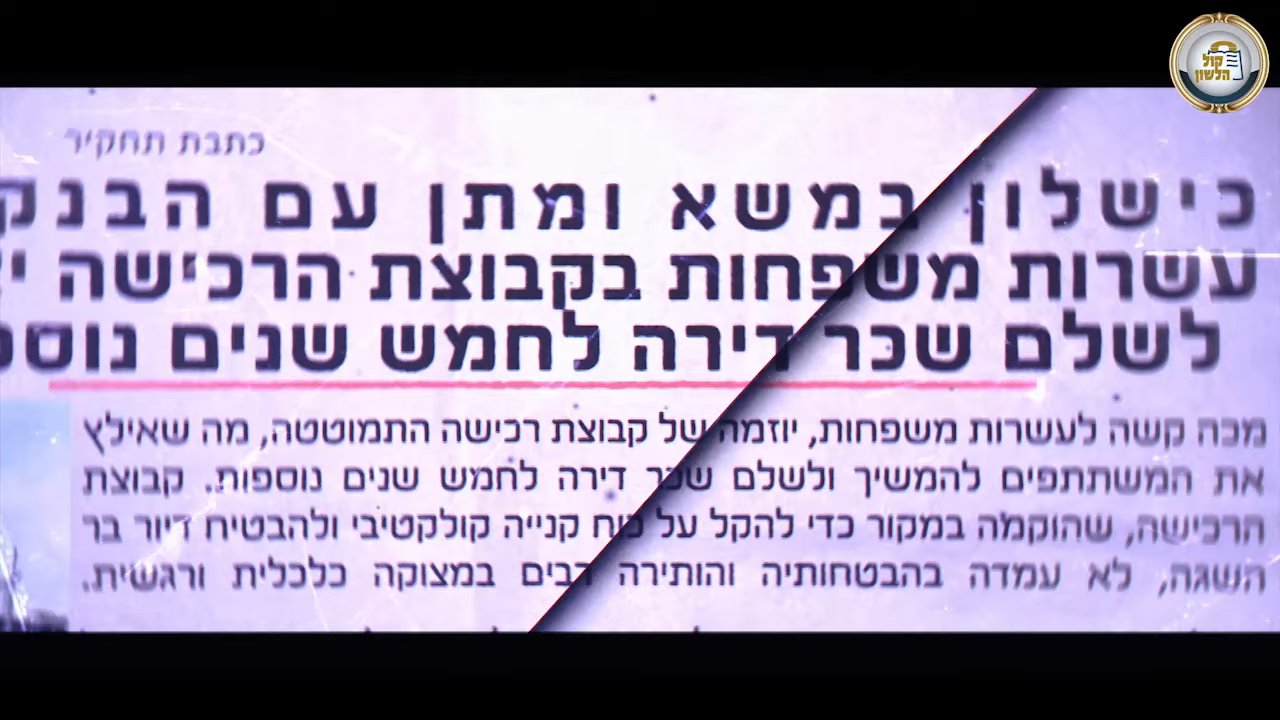 קול
הלשון
כתבת תחקיר
כישלון במשא ומתן עם הבנק
עשרות משפחות בקבוצת הרכישה
לשלם שכר דירה לחמש שנים
מכה קשה לעשרות משפחות, יוזמה של קבוצת רכישה התמוטטה, מה שאילץ
את המשתתפים להמשיך ולשלם שכר דירה לחמש שנים נוספות. קבוצת
הרכישה, שהוקמה במקור כדי להקל על כוח קנייה קולקטיבי ולהבטיח דיור בר
השגה, לא עמדה בהבטחותיה והותירה רבים במצוקה כלכלית ורגשית.